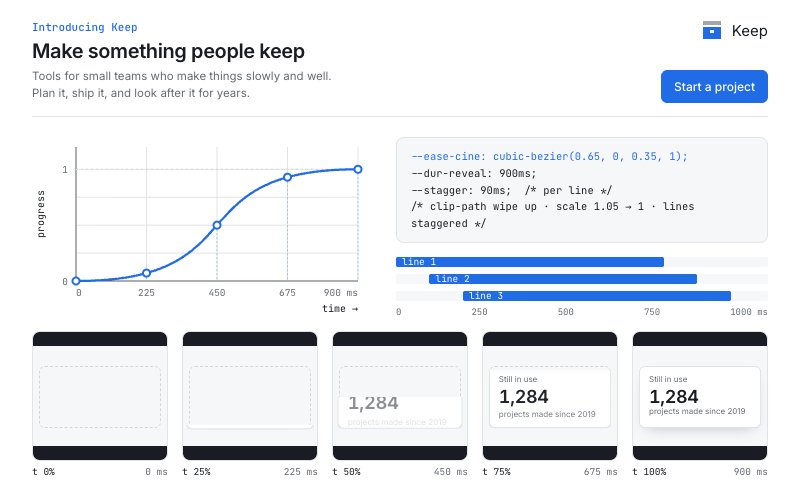 Introducing Keep
Make something people keep
Tools for small teams who make things slowly and well.
Plan it, ship it, and look after it for years.
Keep
Start a project
progress
1
0
0 225 450 675 900 ms
time →
--ease-cine: cubic-bezier(0.65, 0, 0.35, 1);
--dur-reveal: 900ms;
--stagger: 90ms;  /* per line */
/* clip-path wipe up · scale 1.05 → 1 · lines
staggered */
line 1
line 2
line 3
0 250 500 750 1000 ms
1,284
projects made since 2019
Still in use
1,284
projects made since 2019
Still in use
1,284
projects made since 2019
t 0% 0 ms
t 25% 225 ms
t 50% 450 ms
t 75% 675 ms
t 100% 900 ms